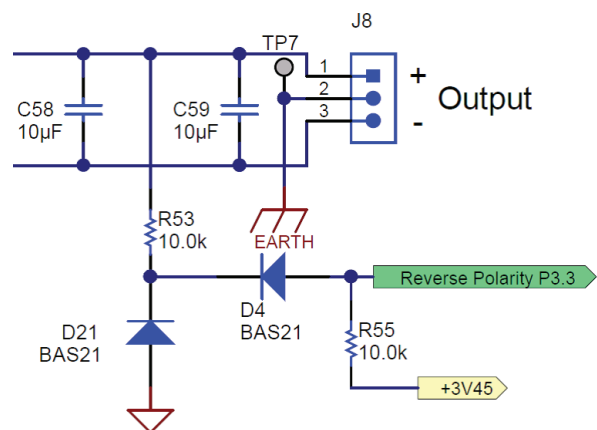 J8
TP7
1
2
3
+
-
Output
C58
10µF
C59
10µF
R53
10.0k
EARTH
D4
BAS21
Reverse Polarity P3.3
D21
BAS21
R55
10.0k
+3V45